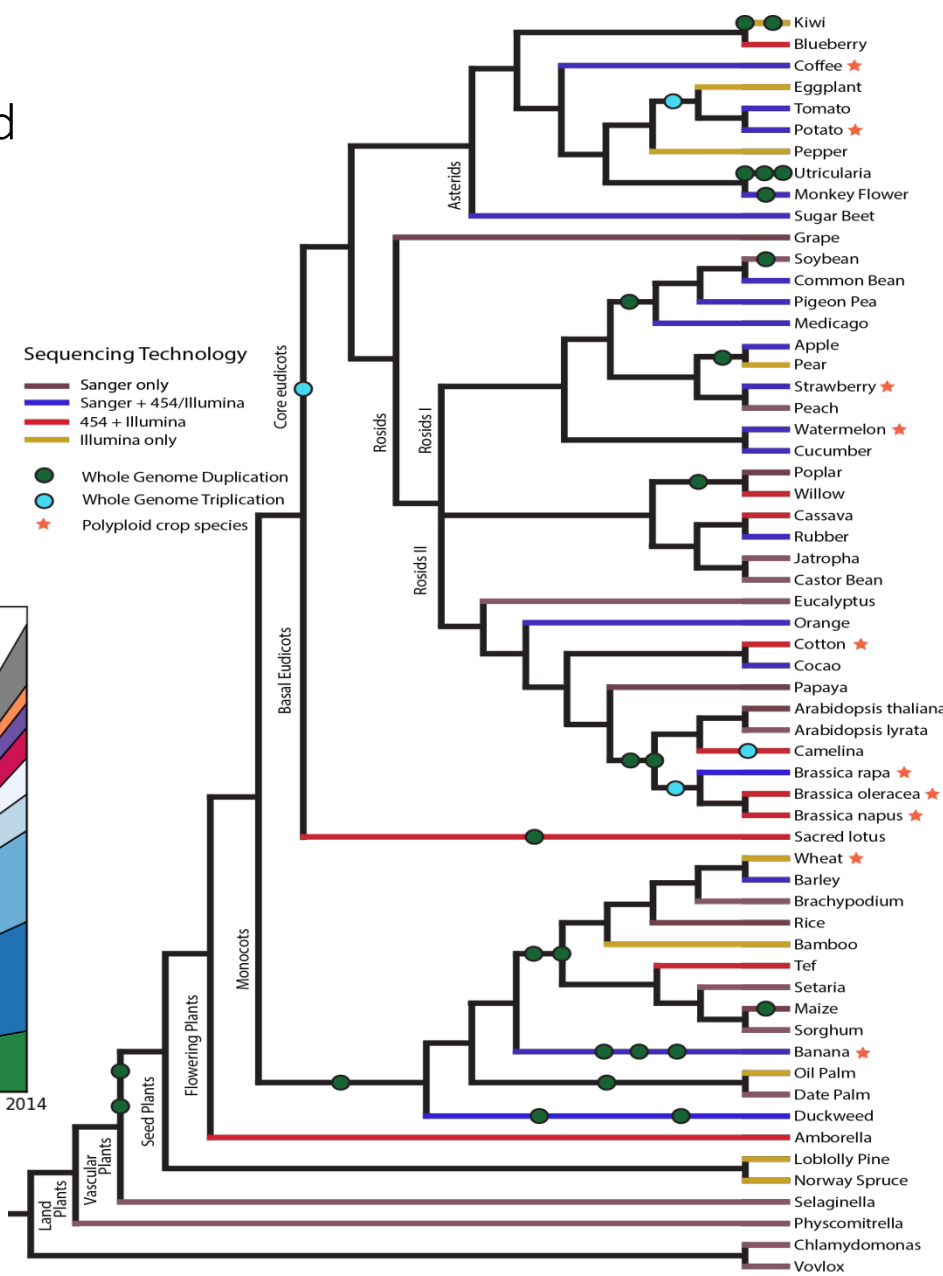 d
Kiwi
Blueberry
Coffee
Eggplant
Tomato
Potato
Pepper
Utricularia
Monkey Flower
Sugar Beet
Grape
Soybean
Common Bean
Pigeon Pea
Medicago
Apple
Pear
Strawberry
Peach
Watermelon
Cucumber
Poplar
Willow
Cassava
Rubber
Jatropha
Castor Bean
Eucalyptus
Orange
Cotton
Cocao
Papaya
Arabidopsis thaliana
Arabidopsis lyrata
Camelina
Brassica rapa
Brassica oleracea
Brassica napus
Sacred lotus
Wheat
Barley
Brachypodium
Rice
Bamboo
Tef
Setaria
Maize
Sorghum
Banana
Oil Palm
Date Palm
Duckweed
Amborella
Loblolly Pine
Norway Spruce
Selaginella
Physcomitrella
Chlamydomonas
Vovlox
Asterids
Core eudicots
Rosids
Rosids I
Rosids II
Basal Eudicots
Monocots
Flowering Plants
Seed Plants
Vascular
Plants
Land
Plants
Sequencing Technology
Sanger only
Sanger + 454/Illumina
454 + Illumina
Illumina only
Whole Genome Duplication
Whole Genome Triplication
Polyploid crop species
2014